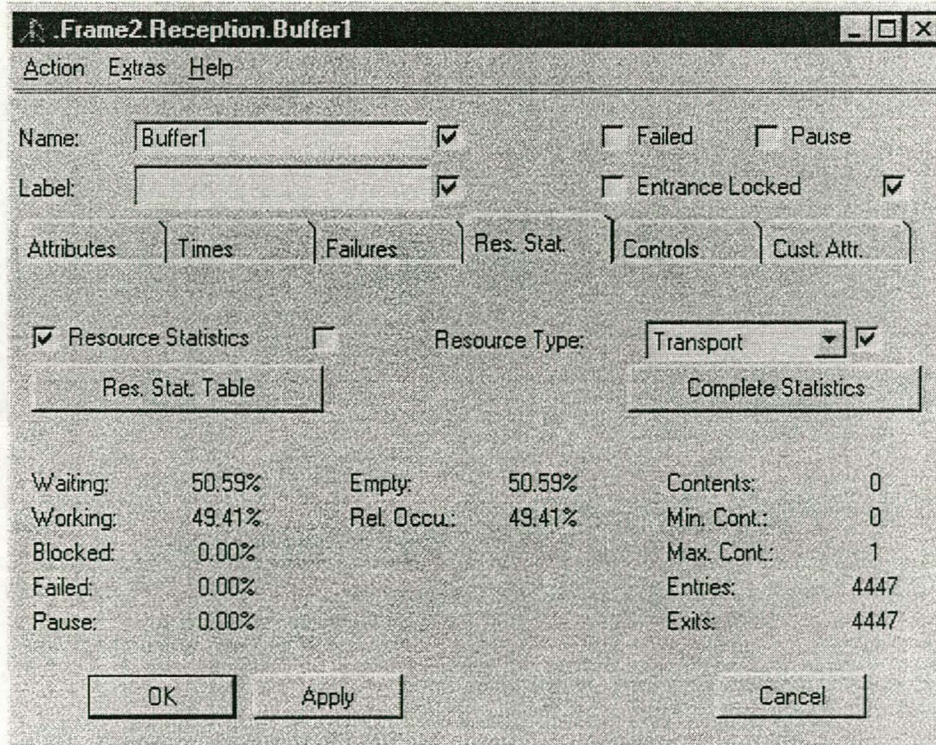 .Frame2.Reception.Buffer1
Action Extras Help
Name: Buffer1 Failed Pause
Label: Entrance Locked
Attributes Times Failures Res. Stat. Controls Cust. Attr.
Resource Statistics Resource Type: Transport
Res. Stat. Table Complete Statistics
Waiting: 50.59% Empty: 50.59% Contents: 0
Working: 49.41% Rel. Occu.: 49.41% Min. Cont.: 0
Blocked: 0.00% Max. Cont.: 1
Failed: 0.00% Entries: 4447
Pause: 0.00% Exits: 4447
OK Apply Cancel